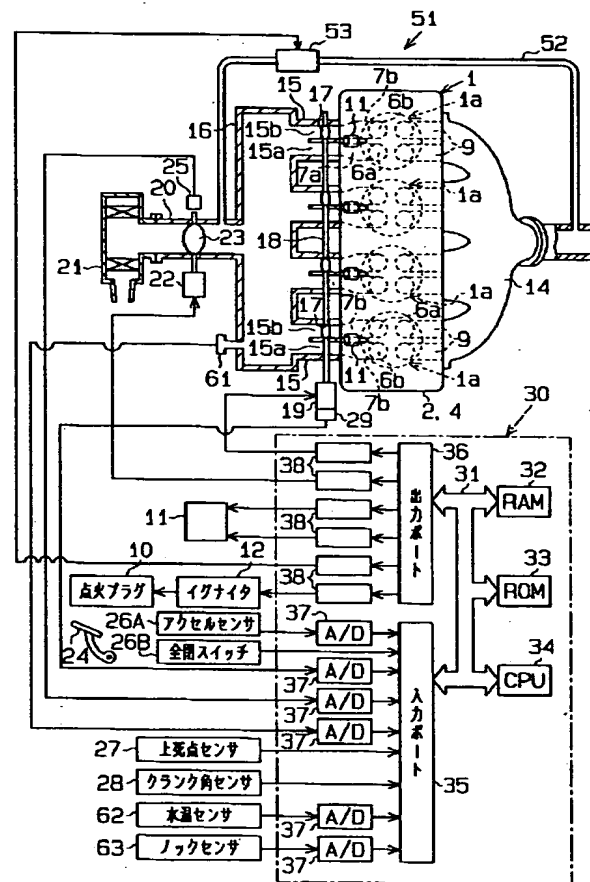 51
53
52
1
7b
15
17
11
6b
1a
16
15b
15a
9
25
7a
6a
1a
20
23
18
21
22
14
17
7b
6a
1a
15b
9
15a
61
15
11
6b
1a
7b
19
29
2, 4
30
36
31
32
38
RAM
出力ポート
11
38
33
ROM
10
12
38
点火プラグ
イグナイタ
26A
アクセルセンサ
37
A/D
24
26B
全閉スイッチ
34
A/D
CPU
37
A/D
37
A/D
入力ポート
27
上死点センサ
37
28
クランク角センサ
35
62
水温センサ
A/D
37
63
ノックセンサ
A/D
37